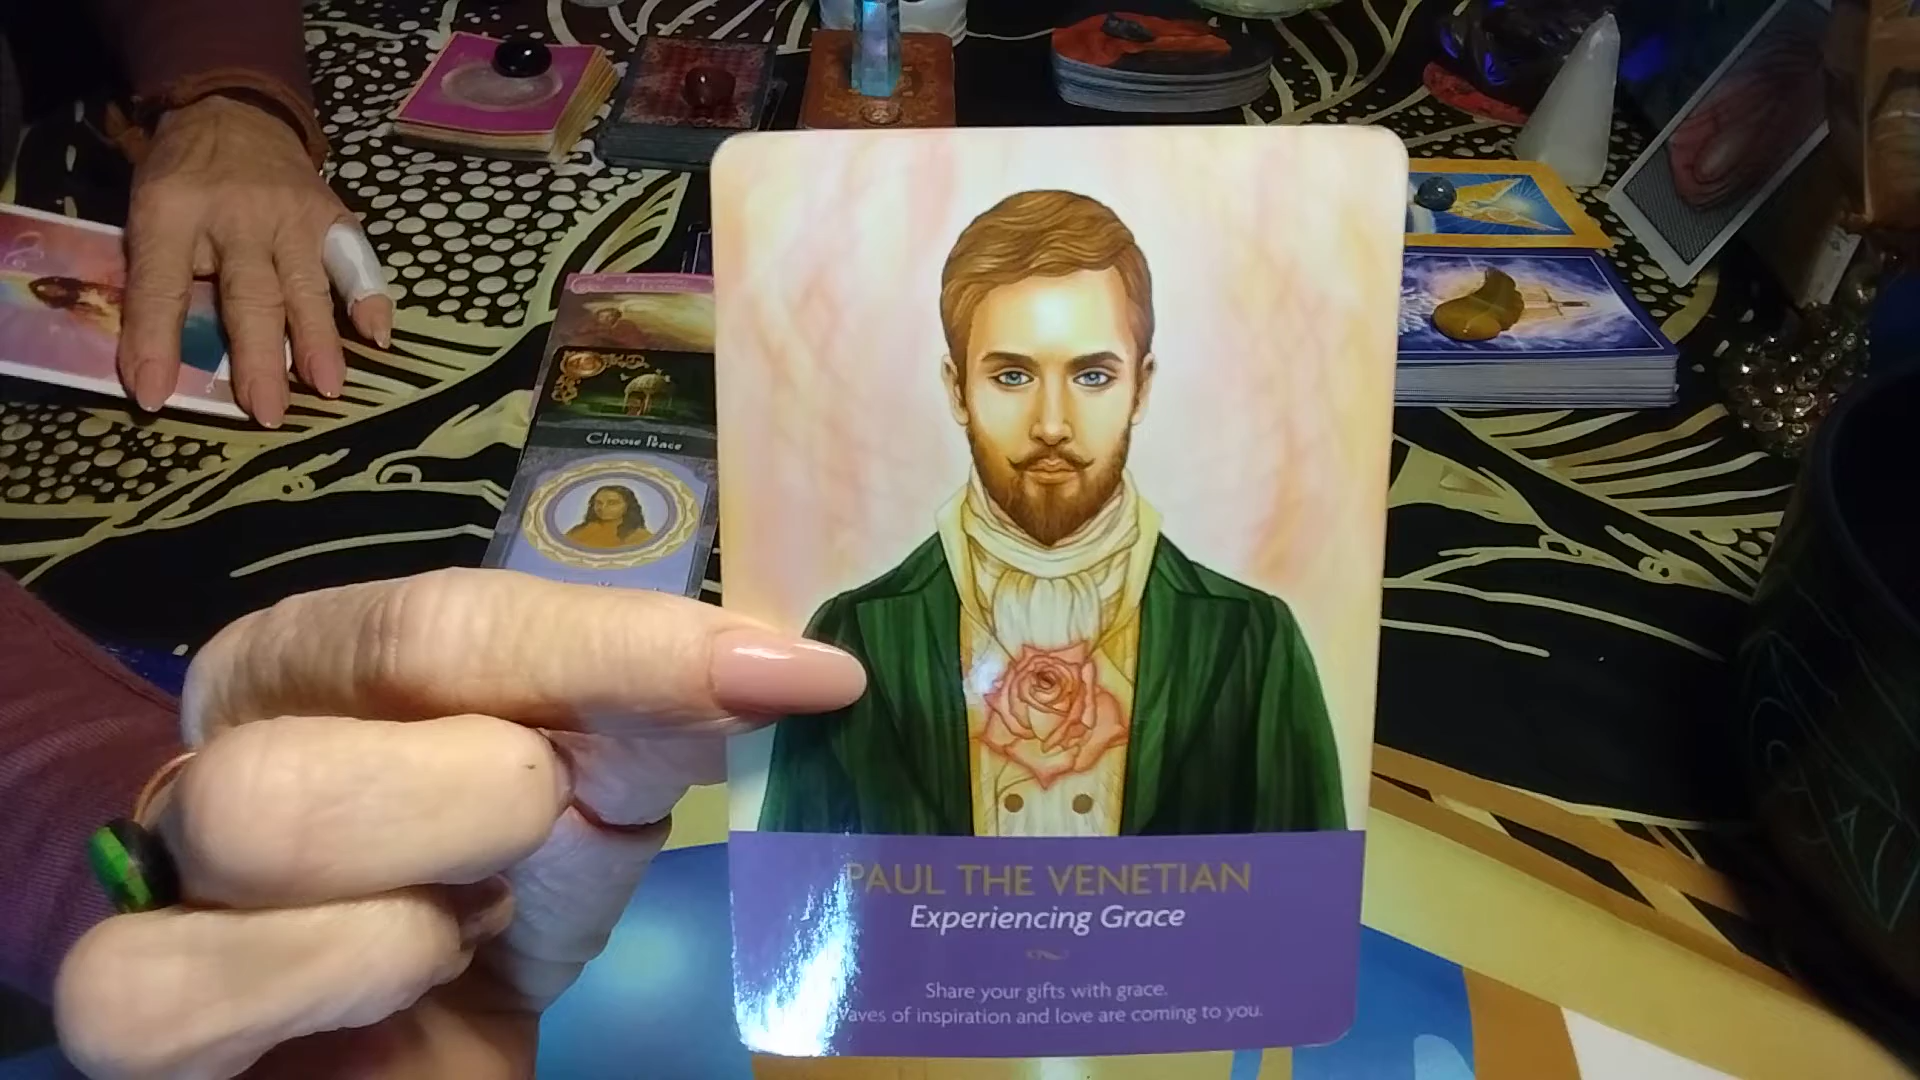 Choose Peace
PAUL THE VENETIAN
Experiencing Grace
Share your gifts with grace.
Waves of inspiration and love are coming to you.